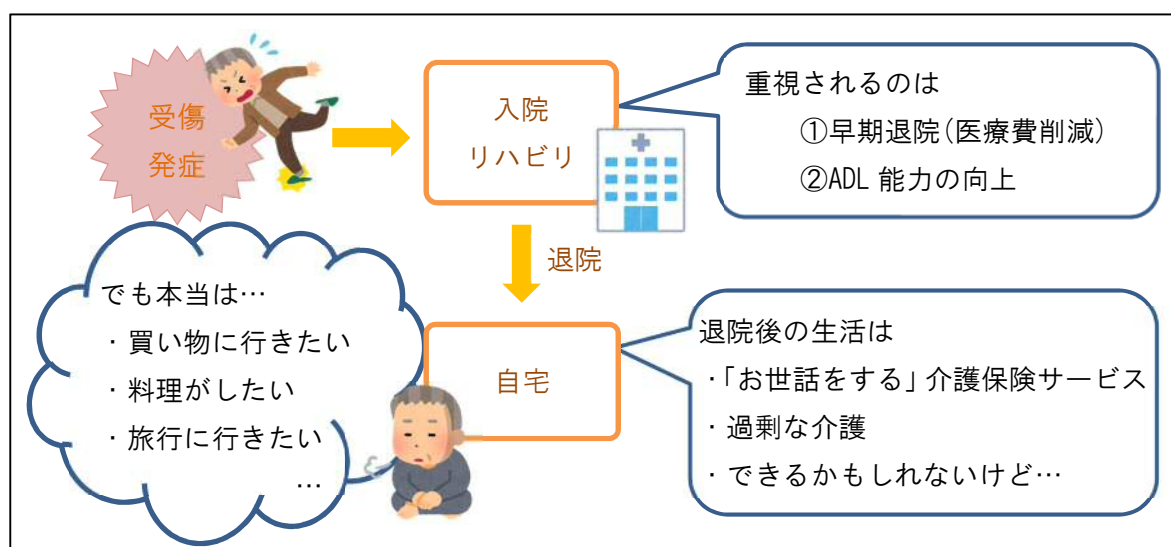 受傷
発症
入院
リハビリ
重視されるのは
①早期退院(医療費削減)
②ADL 能力の向上
退院
でも本当は…
・買い物に行きたい
・料理がしたい
・旅行に行きたい
…
自宅
退院後の生活は
・「お世話をする」介護保険サービス
・過剰な介護
・できるかもしれないけど…